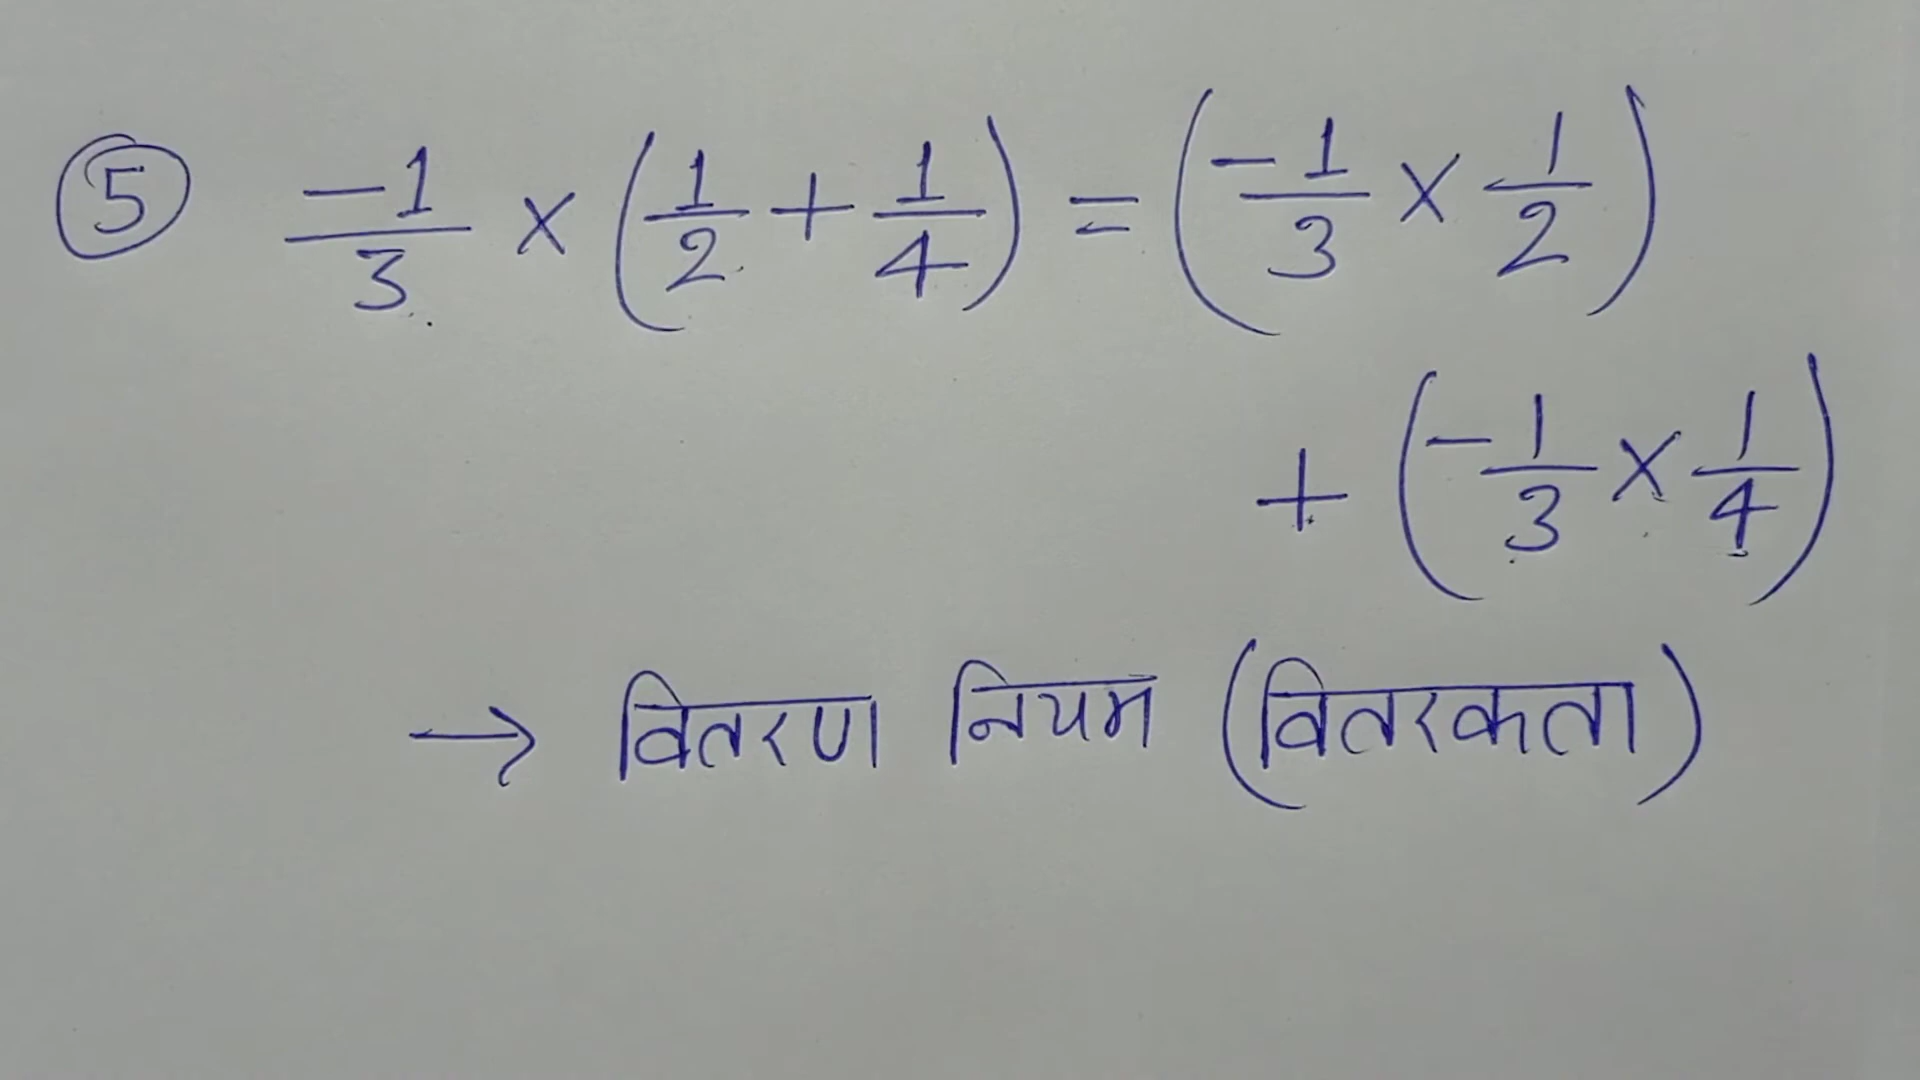 ⑤ -1/3 × (1/2 + 1/4) = (-1/3 × 1/2)
+ (-1/3 × 1/4)
→ वितरण नियम (वितरकता)